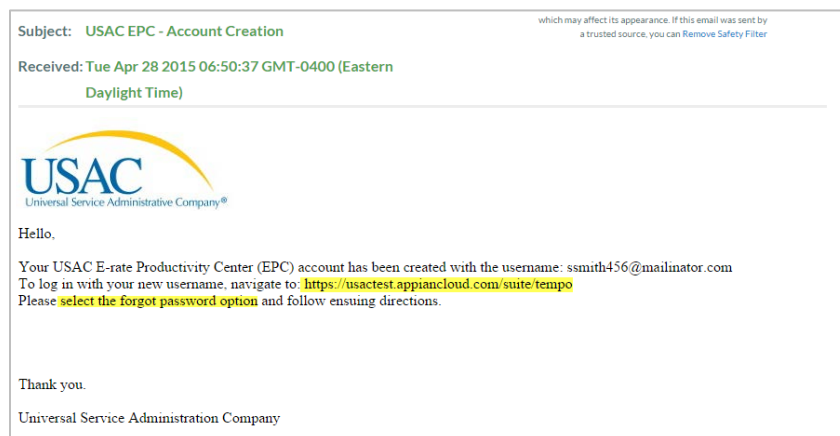 Subject: USAC EPC - Account Creation
which may affect its appearance. If this email was sent by
a trusted source, you can Remove Safety Filter
Received: Tue Apr 28 2015 06:50:37 GMT-0400 (Eastern
Daylight Time)
USAC
Universal Service Administrative Company®
Hello,
Your USAC E-rate Productivity Center (EPC) account has been created with the username: ssmith456@mailinator.com
To log in with your new username, navigate to: https://usactest.appiancloud.com/suite/tempo
Please select the forgot password option and follow ensuing directions.
Thank you.
Universal Service Administration Company